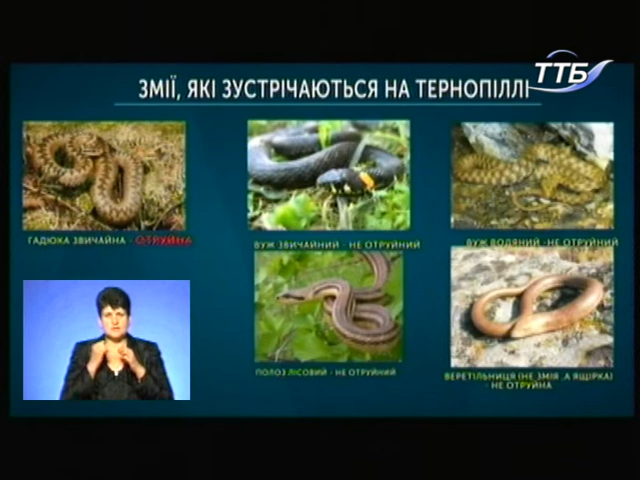 ТТБ
ЗМІЇ, ЯКІ ЗУСТРІЧАЮТЬСЯ НА ТЕРНОПІЛЛІ
ГАДЮКА ЗВИЧАЙНА - ОТРУЙНА
ВУЖ ЗВИЧАЙНИЙ - НЕ ОТРУЙНИЙ
ВУЖ ВОДЯНИЙ -НЕ ОТРУЙНИЙ
ПОЛОЗ ЛІСОВИЙ - НЕ ОТРУЙНИЙ
ВЕРЕТІЛЬНИЦЯ (НЕ ЗМІЯ ,А ЯЩІРКА)
- НЕ ОТРУЙНА